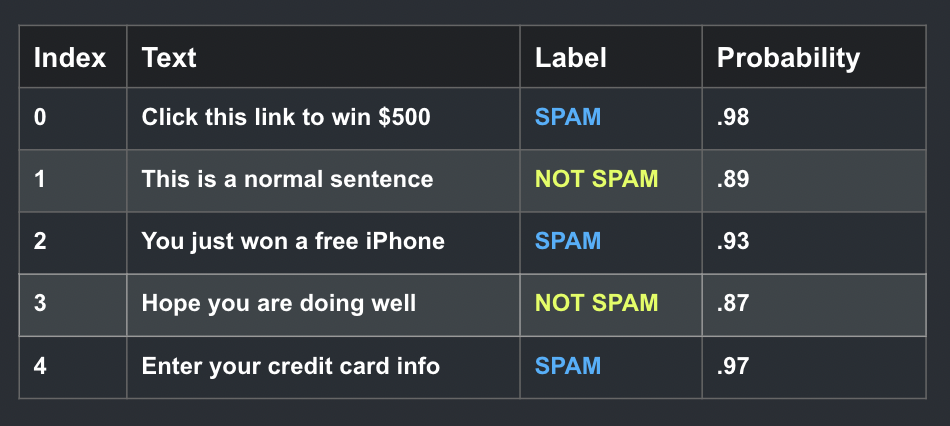 Index Text Label Probability
0 Click this link to win $500 SPAM .98
1 This is a normal sentence NOT SPAM .89
2 You just won a free iPhone SPAM .93
3 Hope you are doing well NOT SPAM .87
4 Enter your credit card info SPAM .97